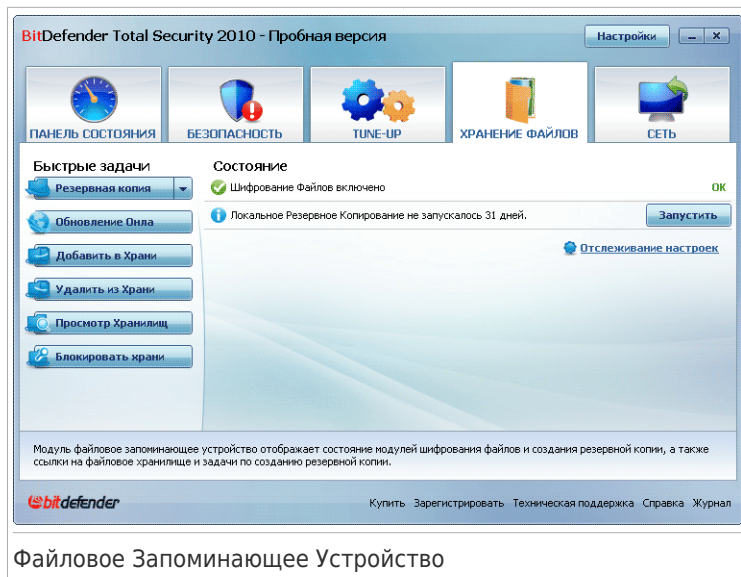 BitDefender Total Security 2010 - Пробная версия
Настройки
ПАНЕЛЬ СОСТОЯНИЯ
БЕЗОПАСНОСТЬ
TUNE-UP
ХРАНЕНИЕ ФАЙЛОВ
СЕТЬ
Быстрые задачи
Резервная копия
Обновление Онла
Добавить в Храни
Удалить из Храни
Просмотр Хранилищ
Блокировать храни
Состояние
Шифрование Файлов включено
OK
Локальное Резервное Копирование не запускалось 31 дней.
Запустить
Отслеживание настроек
Модуль файловое запоминающее устройство отображает состояние модулей шифрования файлов и создания резервной копии, а также
ссылки на файловое хранилище и задачи по созданию резервной копии.
bitdefender
Купить Зарегистрировать Техническая поддержка Справка Журнал
Файловое Запоминающее Устройство